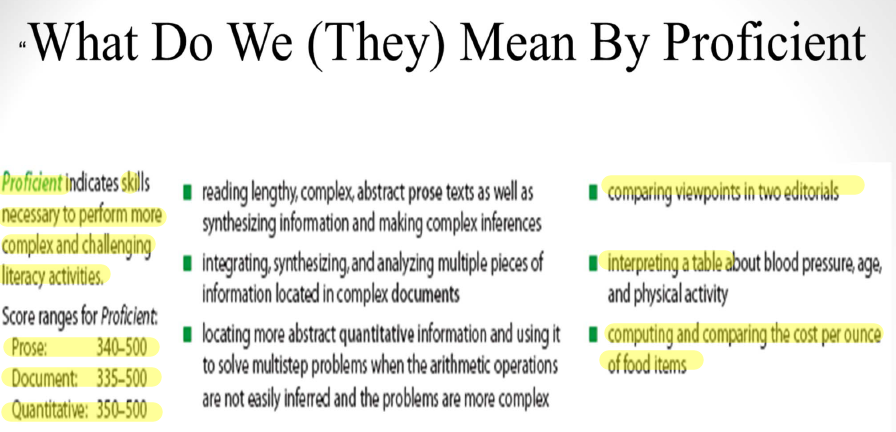 “What Do We (They) Mean By Proficient
Proficient indicates skills
necessary to perform more
complex and challenging
literacy activities.
Score ranges for Proficient:
Prose: 340–500
Document: 335–500
Quantitative: 350–500
■ reading lengthy, complex, abstract prose texts as well as
synthesizing information and making complex inferences
■ integrating, synthesizing, and analyzing multiple pieces of
information located in complex documents
■ locating more abstract quantitative information and using it
to solve multistep problems when the arithmetic operations
are not easily inferred and the problems are more complex
■ comparing viewpoints in two editorials
■ interpreting a table about blood pressure, age,
and physical activity
■ computing and comparing the cost per ounce
of food items